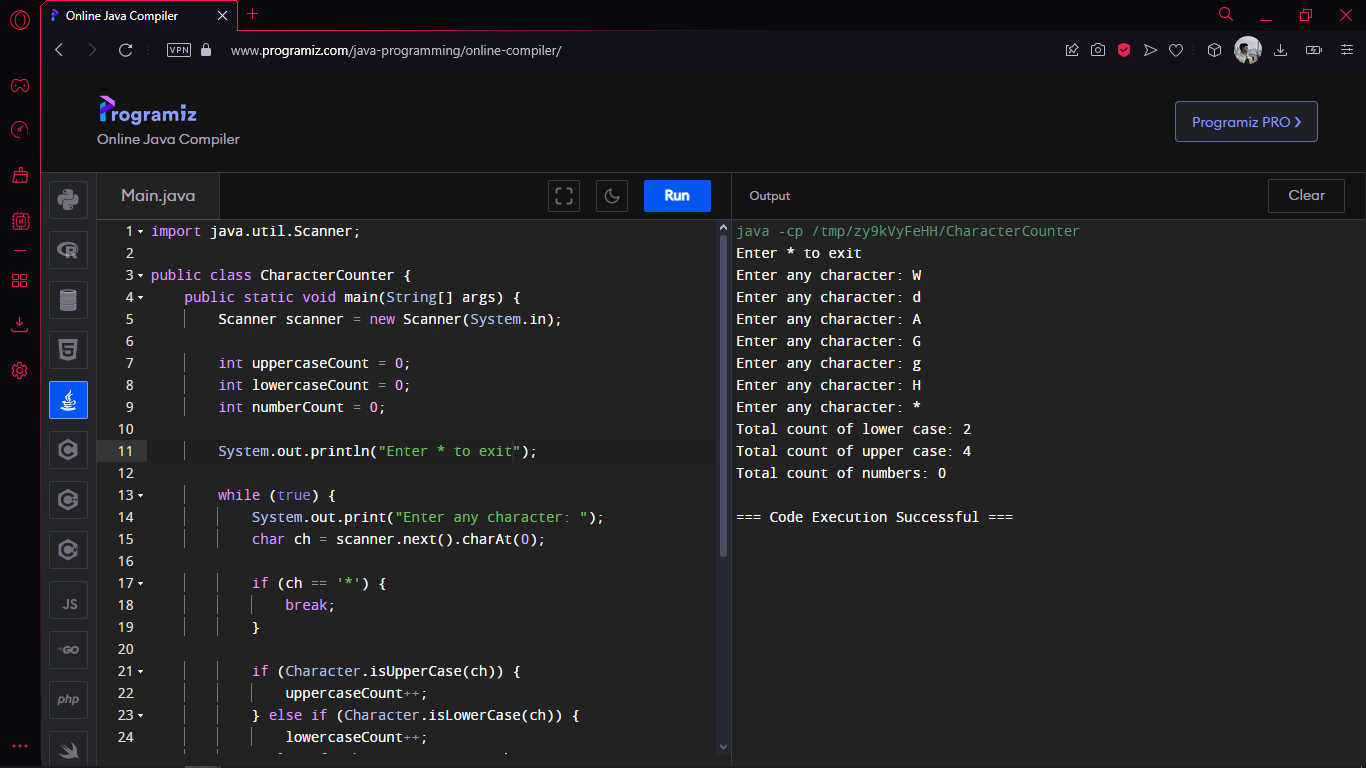 Online Java Compiler
VPN
www.programiz.com/java-programming/online-compiler/
Programiz
Online Java Compiler
Programiz PRO
Main.java
Run
Output
Clear
1 import java.util.Scanner;
2
3 public class CharacterCounter {
4 public static void main(String[] args) {
5 Scanner scanner = new Scanner(System.in);
6
7 int uppercaseCount = 0;
8 int lowercaseCount = 0;
9 int numberCount = 0;
10
11 System.out.println("Enter * to exit");
12
13 while (true) {
14 System.out.print("Enter any character: ");
15 char ch = scanner.next().charAt(0);
16
17 if (ch == '*') {
18 break;
19 }
20
21 if (Character.isUpperCase(ch)) {
22 uppercaseCount++;
23 } else if (Character.isLowerCase(ch)) {
24 lowercaseCount++;
java -cp /tmp/zy9kVyFeHH/CharacterCounter
Enter * to exit
Enter any character: W
Enter any character: d
Enter any character: A
Enter any character: G
Enter any character: g
Enter any character: H
Enter any character: *
Total count of lower case: 2
Total count of upper case: 4
Total count of numbers: 0
=== Code Execution Successful ===
R
5
C
C
C
JS
GO
php